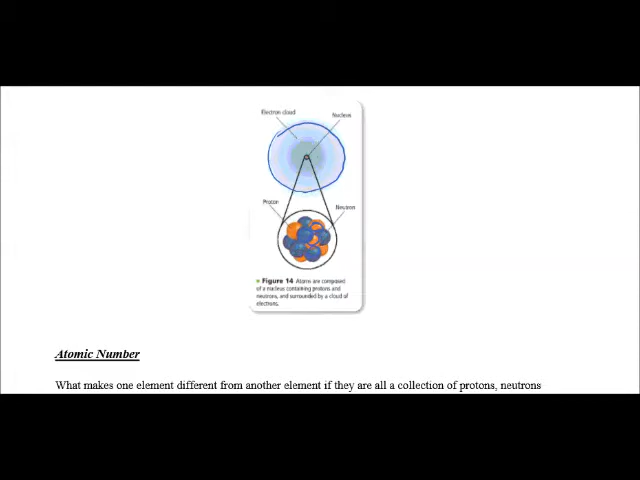 Electron cloud
Nucleus
Proton
Neutron
Figure 14 Atoms are composed
of a nucleus containing protons and
neutrons, and surrounded by a cloud of
electrons.
Atomic Number
What makes one element different from another element if they are all a collection of protons, neutrons